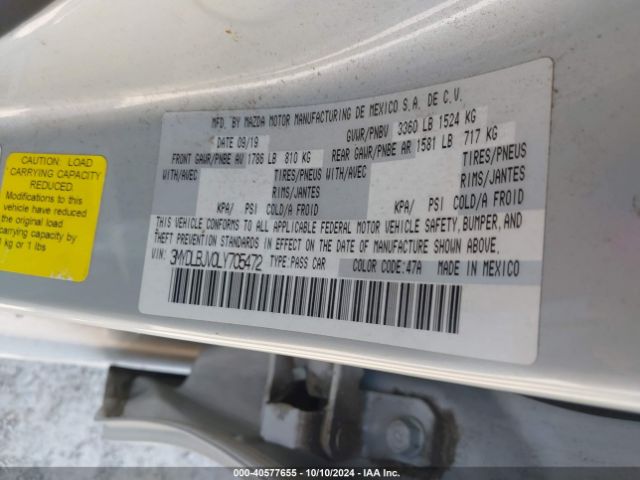 MFD. BY MAZDA MOTOR MANUFACTURING DE MEXICO S.A. DE C.V.
DATE 09/19 GVWR/PNBV 3360 LB 1524 KG
FRONT GAWR/PNBE AV 1786 LB 810 KG REAR GAWR/PNBE AR 1581 LB 717 KG
WITH/AVEC TIRES/PNEUS WITH/AVEC TIRES/PNEUS
RIMS/JANTES RIMS/JANTES
KPA/ PSI COLD/A FROID KPA/ PSI COLD/A FROID
THIS VEHICLE CONFORMS TO ALL APPLICABLE FEDERAL MOTOR VEHICLE SAFETY, BUMPER, AND
THEFT PREVENTION STANDARDS IN EFFECT ON THE DATE OF MANUFACTURE SHOWN ABOVE.
VIN: 3MYDLBJV0LY705472 TYPE: PASS CAR COLOR CODE: 47A MADE IN MEXICO
CAUTION: LOAD
CARRYING CAPACITY
REDUCED
Modifications to this
vehicle have reduced
the original load
carrying capacity by
kg or 1 lbs
000-40577655 - 10/10/2024 - IAA Inc.